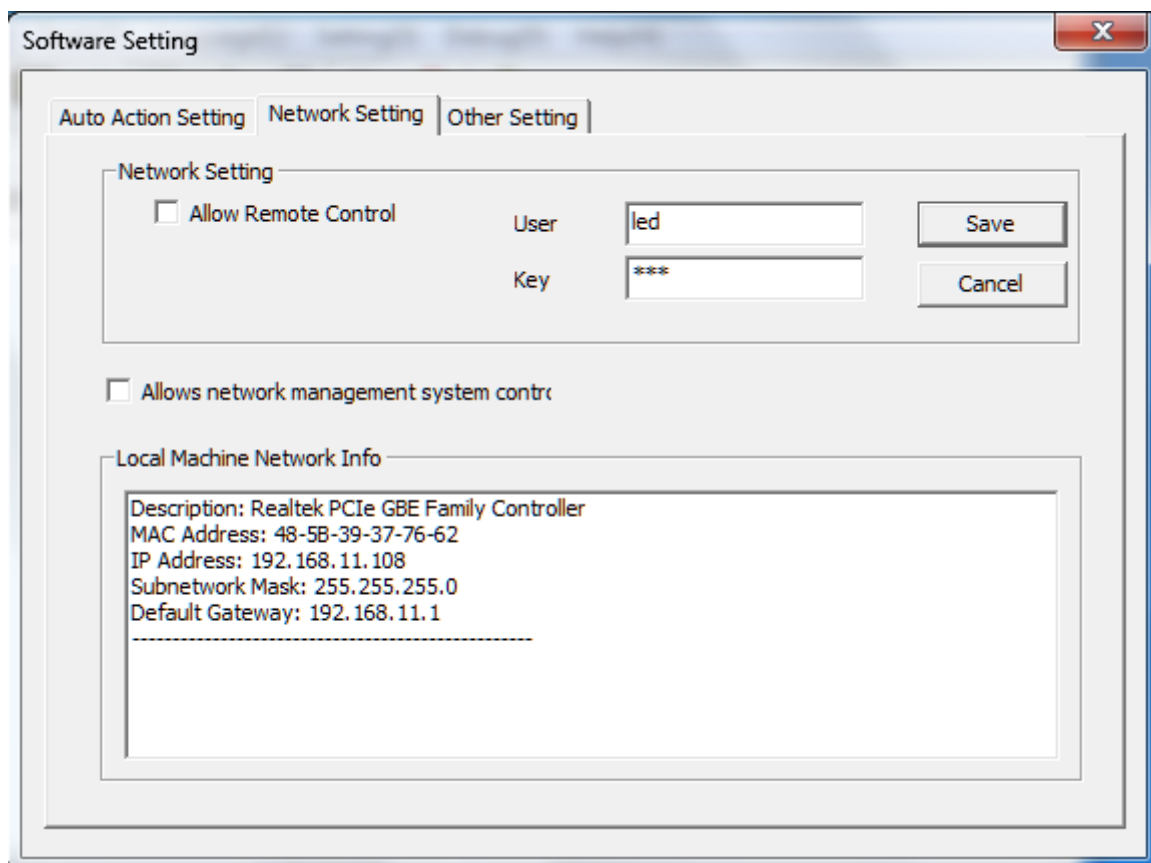 Software Setting
Auto Action Setting Network Setting Other Setting
Network Setting
Allow Remote Control User led Save
Key *** Cancel
Allows network management system contro
Local Machine Network Info
Description: Realtek PCIe GBE Family Controller
MAC Address: 48-5B-39-37-76-62
IP Address: 192.168.11.108
Subnetwork Mask: 255.255.255.0
Default Gateway: 192.168.11.1
--------------------------------------------------